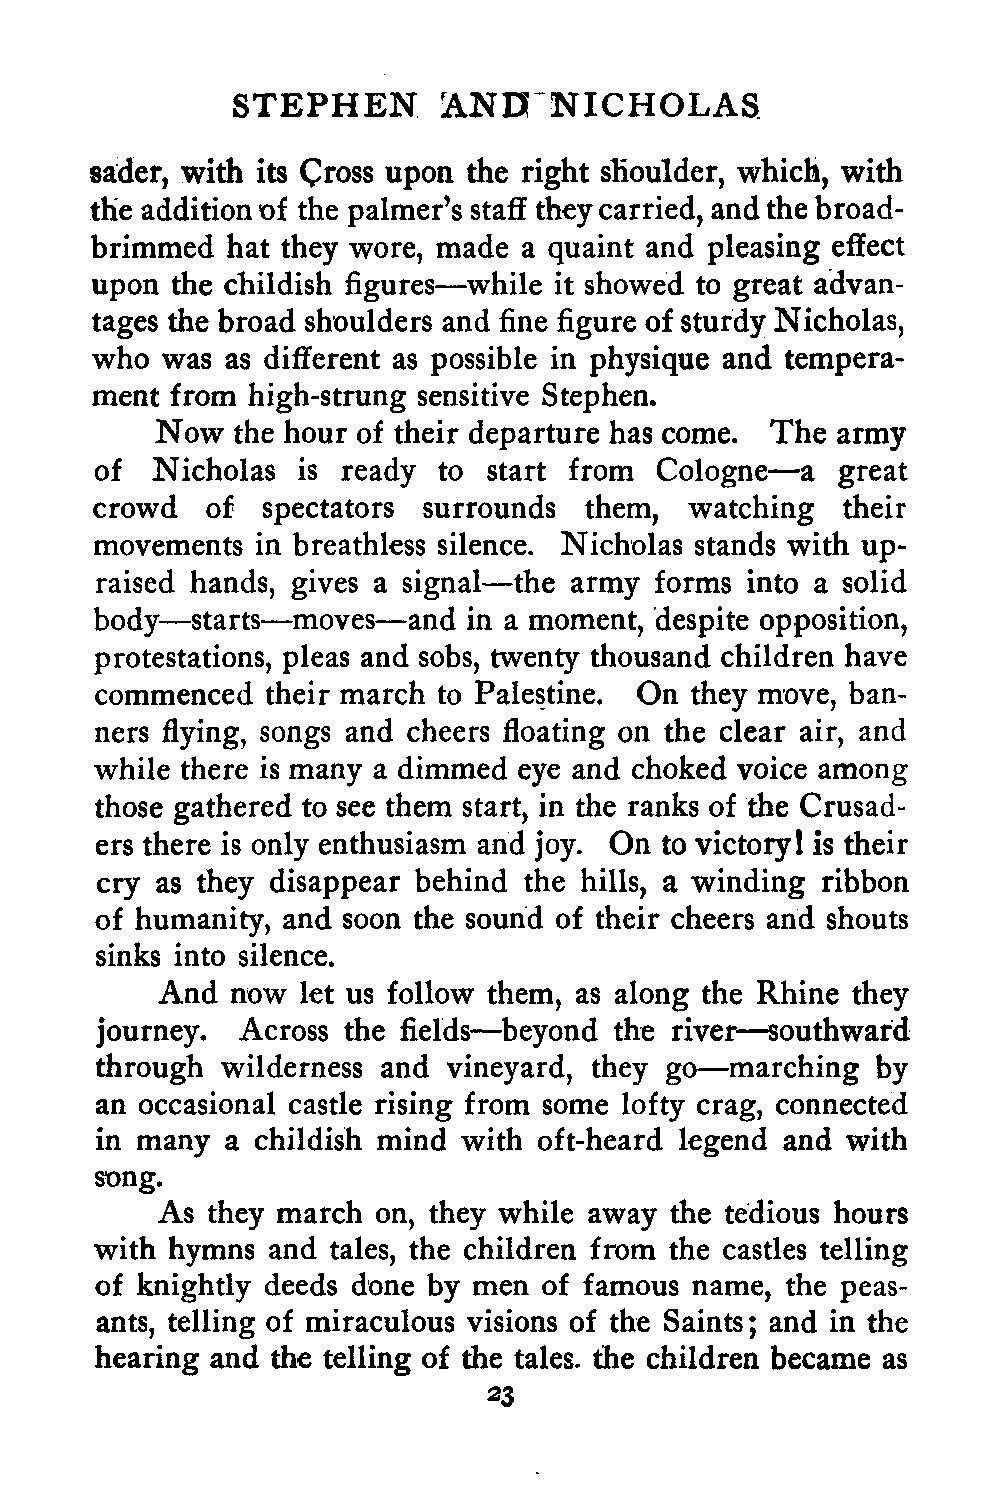 STEPHEN AND NICHOLAS
sader, with its Cross upon the right shoulder, which, with
the addition of the palmer's staff they carried, and the broad-
brimmed hat they wore, made a quaint and pleasing effect
upon the childish figures—while it showed to great advan-
tages the broad shoulders and fine figure of sturdy Nicholas,
who was as different as possible in physique and tempera-
ment from high-strung sensitive Stephen.
Now the hour of their departure has come. The army
of Nicholas is ready to start from Cologne—a great
crowd of spectators surrounds them, watching their
movements in breathless silence. Nicholas stands with up-
raised hands, gives a signal—the army forms into a solid
body—starts—moves—and in a moment, despite opposition,
protestations, pleas and sobs, twenty thousand children have
commenced their march to Palestine. On they move, ban-
ners flying, songs and cheers floating on the clear air, and
while there is many a dimmed eye and choked voice among
those gathered to see them start, in the ranks of the Crusad-
ers there is only enthusiasm and joy. On to victory! is their
cry as they disappear behind the hills, a winding ribbon
of humanity, and soon the sound of their cheers and shouts
sinks into silence.
And now let us follow them, as along the Rhine they
journey. Across the fields—beyond the river—southward
through wilderness and vineyard, they go—marching by
an occasional castle rising from some lofty crag, connected
in many a childish mind with oft-heard legend and with
song.
As they march on, they while away the tedious hours
with hymns and tales, the children from the castles telling
of knightly deeds done by men of famous name, the peas-
ants, telling of miraculous visions of the Saints; and in the
hearing and the telling of the tales. the children became as
23